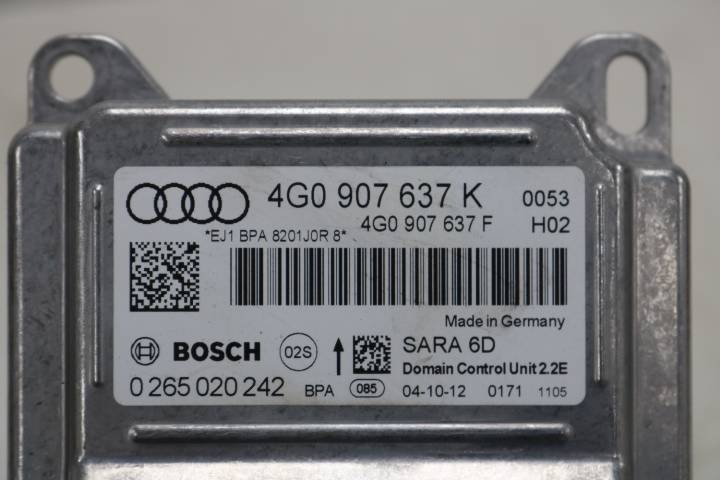 4G0 907 637 K 0053
4G0 907 637 F H02
*EJ1 BPA 8201J0R 8*
Made in Germany
BOSCH 02S SARA 6D
Domain Control Unit 2.2E
0 265 020 242 BPA 085 04-10-12 0171 1105